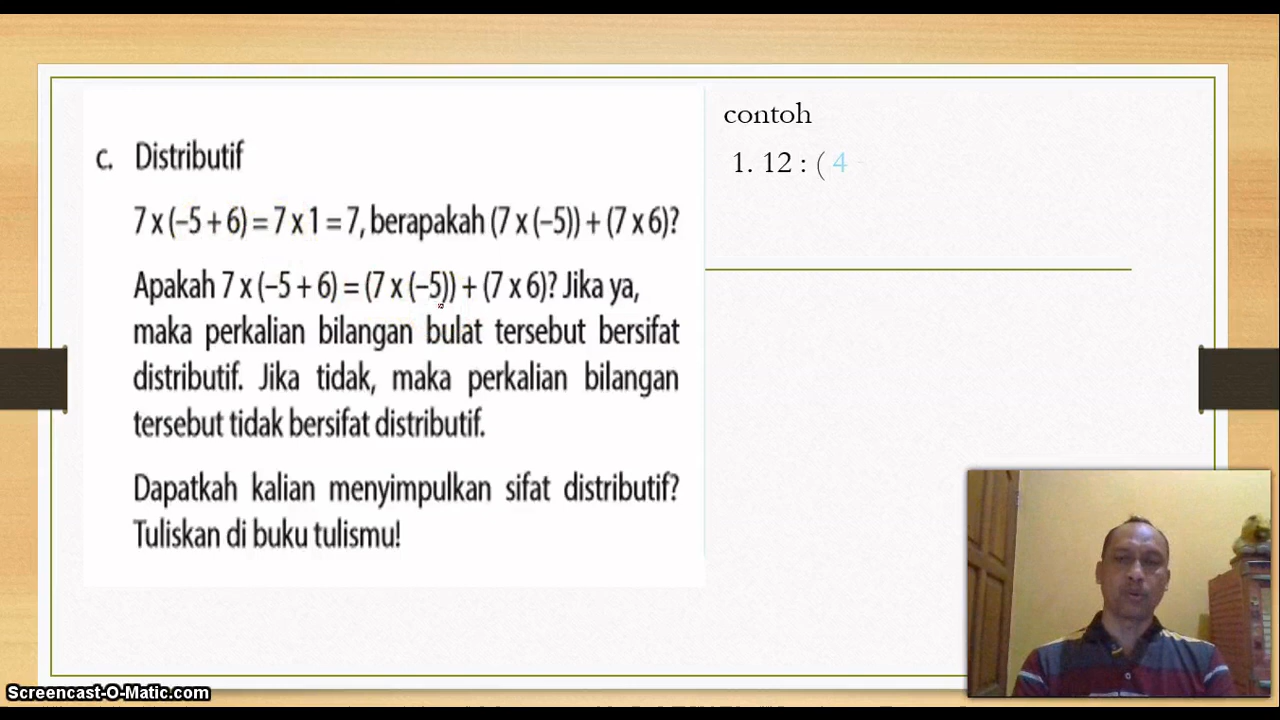 c. Distributif
7 x (–5 + 6) = 7 x 1 = 7, berapakah (7 x (–5)) + (7 x 6)?
Apakah 7 x (–5 + 6) = (7 x (–5)) + (7 x 6)? Jika ya,
maka perkalian bilangan bulat tersebut bersifat
distributif. Jika tidak, maka perkalian bilangan
tersebut tidak bersifat distributif.
Dapatkah kalian menyimpulkan sifat distributif?
Tuliskan di buku tulismu!
contoh
1. 12 : ( 4
Screencast-O-Matic.com